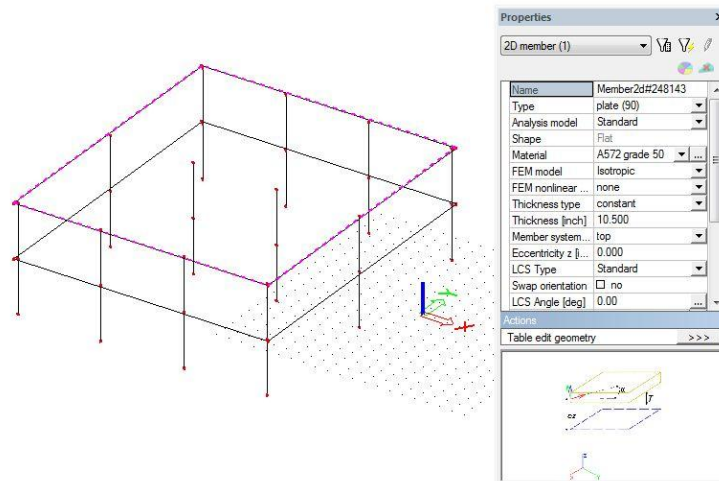 Properties
2D member (1)
Name Member2d#248143
Type plate (90)
Analysis model Standard
Shape Flat
Material A572 grade 50 ...
FEM model Isotropic
FEM nonlinear ... none
Thickness type constant
Thickness [inch] 10.500
Member system... top
Eccentricity z [i... 0.000
LCS Type Standard
Swap orientation no
LCS Angle [deg] 0.00 ...
Actions
Table edit geometry >>>
X